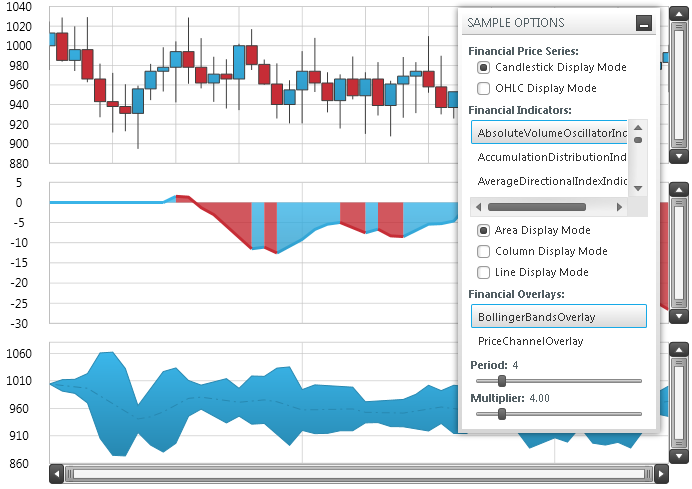 1040
1020
1000
980
960
940
920
900
880
5
0
-5
-10
-15
-20
-25
-30
1060
1010
960
910
860
SAMPLE OPTIONS
Financial Price Series:
Candlestick Display Mode
OHLC Display Mode
Financial Indicators:
AbsoluteVolumeOscillatorInd
AccumulationDistributionInd
AverageDirectionalIndexIndic
Area Display Mode
Column Display Mode
Line Display Mode
Financial Overlays:
BollingerBandsOverlay
PriceChannelOverlay
Period: 4
Multiplier: 4.00